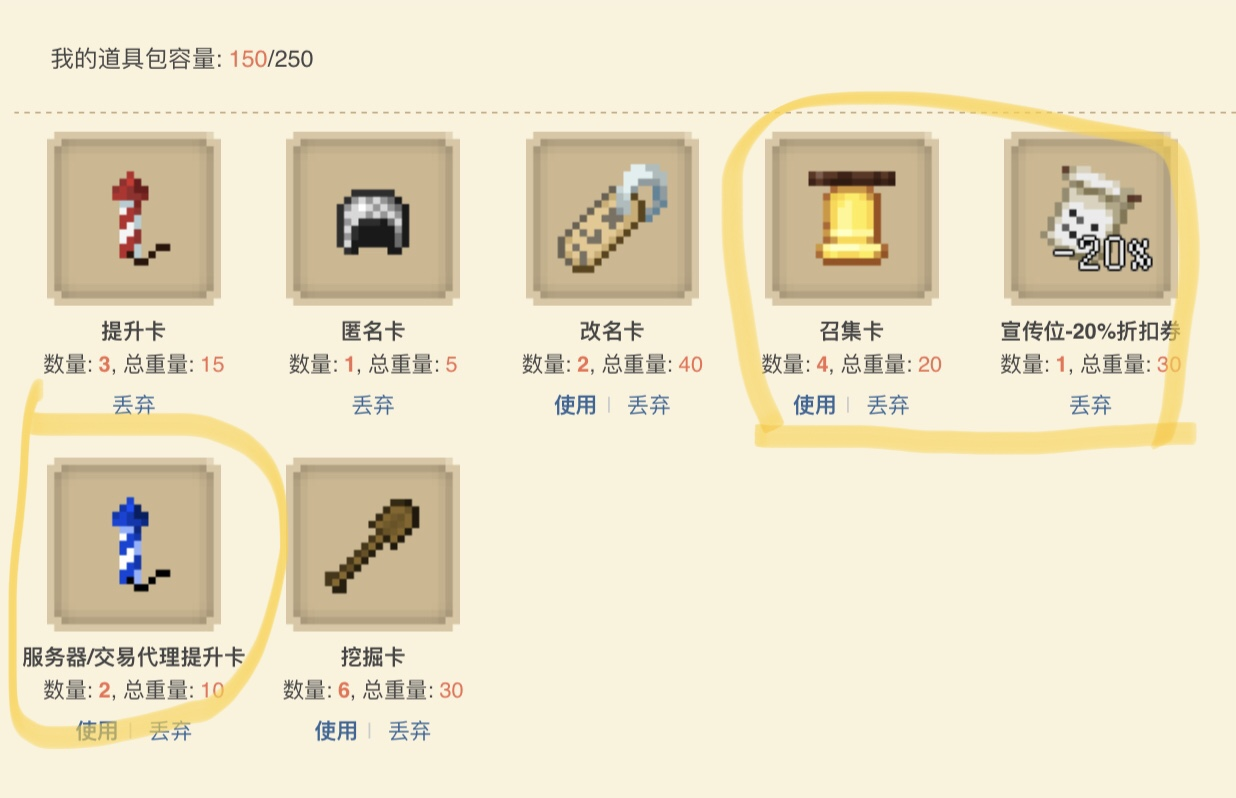 我的道具包容量: 150/250
-20%
提升卡
数量: 3, 总重量: 15
丢弃
匿名卡
数量: 1, 总重量: 5
丢弃
改名卡
数量: 2, 总重量: 40
使用 | 丢弃
召集卡
数量: 4, 总重量: 20
使用 | 丢弃
宣传位-20%折扣券
数量: 1, 总重量: 30
丢弃
服务器/交易代理提升卡
数量: 2, 总重量: 10
使用 | 丢弃
挖掘卡
数量: 6, 总重量: 30
使用 | 丢弃